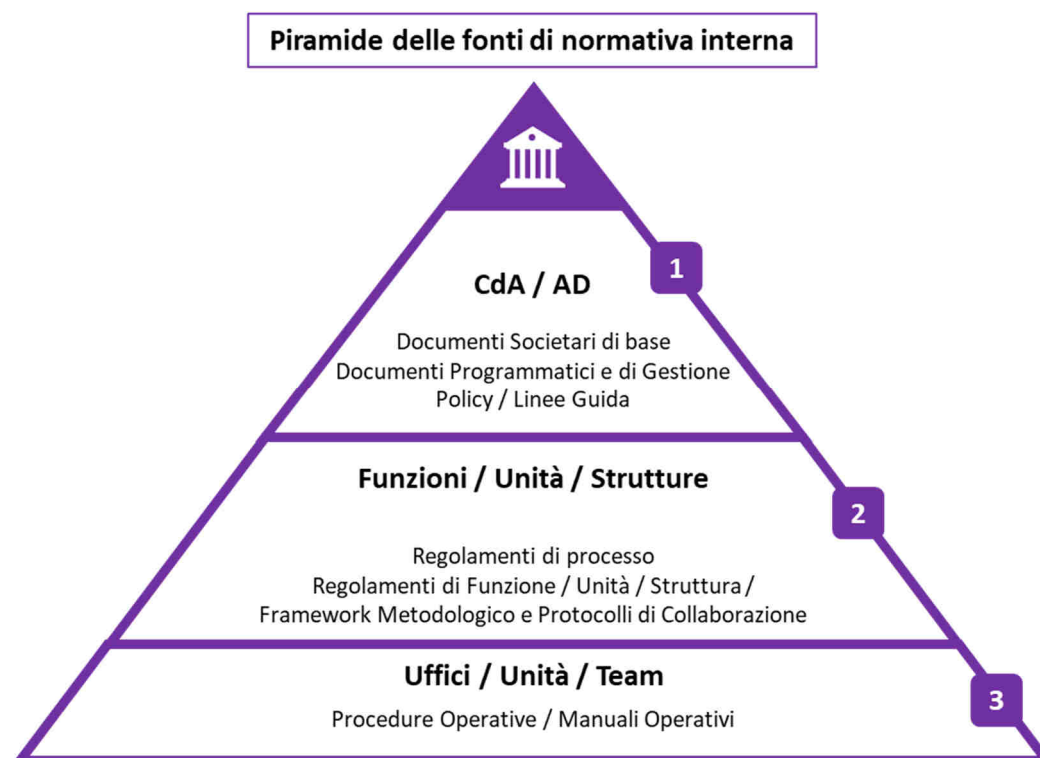 Piramide delle fonti di normativa interna
1
CdA / AD
Documenti Societari di base
Documenti Programmatici e di Gestione
Policy / Linee Guida
Funzioni / Unità / Strutture
2
Regolamenti di processo
Regolamenti di Funzione / Unità / Struttura /
Framework Metodologico e Protocolli di Collaborazione
Uffici / Unità / Team
3
Procedure Operative / Manuali Operativi